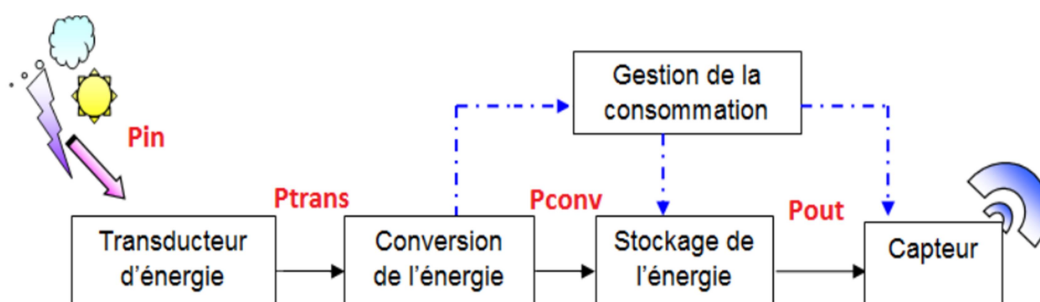 Gestion de la
consommation
Pin
Ptrans
Pconv
Pout
Transducteur
d'énergie
Conversion
de l'énergie
Stockage de
l'énergie
Capteur